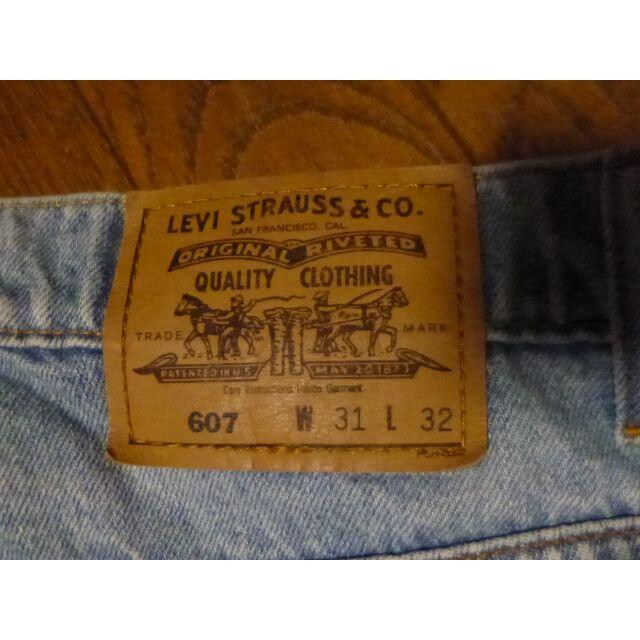 LEVI STRAUSS & CO.
SAN FRANCISCO, CAL.
ORIGINAL RIVETED
QUALITY CLOTHING
TRADE MARK
PATENTED IN U.S. MAY 20 1873
Care Instructions Inside Garment
607 W 31 L 32